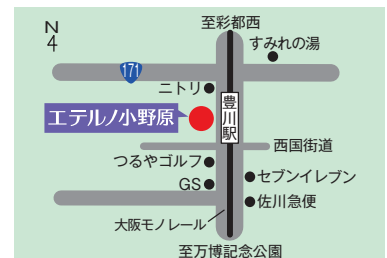 至彩都西
N
4
すみれの湯
171
ニトリ
エテルノ小野原
豊川駅
西国街道
つるやゴルフ
セブンイレブン
GS
佐川急便
大阪モノレール
至万博記念公園